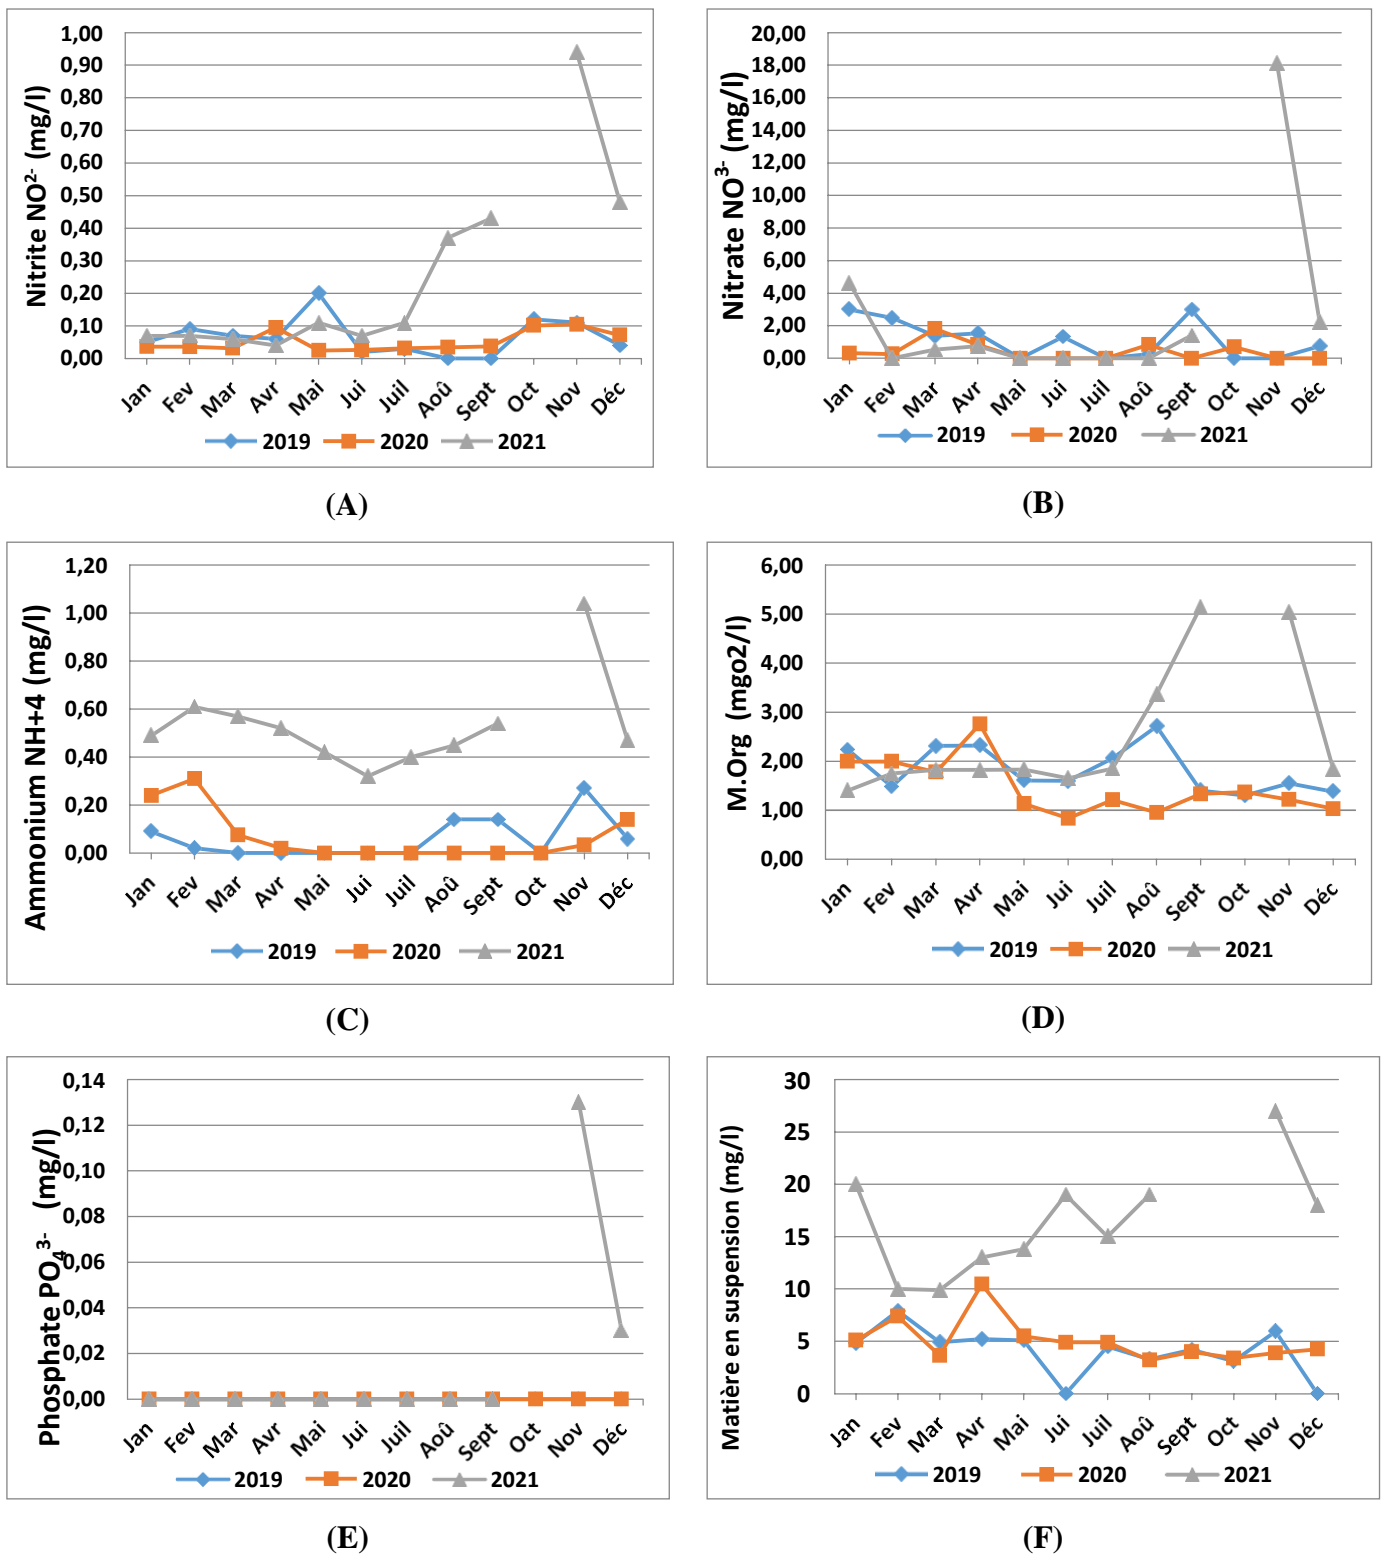 Nitrite NO²⁻ (mg/l)
1,00
0,90
0,80
0,70
0,60
0,50
0,40
0,30
0,20
0,10
0,00
Jan Fev Mar Avr Mai Jui Juil Aoû Sept Oct Nov Déc
2019 2020 2021
(A)
Nitrate NO³⁻ (mg/l)
20,00
18,00
16,00
14,00
12,00
10,00
8,00
6,00
4,00
2,00
0,00
Jan Fev Mar Avr Mai Jui Juil Aoû Sept Oct Nov Déc
2019 2020 2021
(B)
Ammonium NH+4 (mg/l)
1,20
1,00
0,80
0,60
0,40
0,20
0,00
Jan Fev Mar Avr Mai Jui Juil Aoû Sept Oct Nov Déc
2019 2020 2021
(C)
M.Org (mgo2/l)
6,00
5,00
4,00
3,00
2,00
1,00
0,00
Jan Fev Mar Avr Mai Jui Juil Aoû Sept Oct Nov Déc
2019 2020 2021
(D)
Phosphate PO₄³⁻ (mg/l)
0,14
0,12
0,10
0,08
0,06
0,04
0,02
0,00
Jan Fev Mar Avr Mai Jui Juil Aoû Sept Oct Nov Déc
2019 2020 2021
(E)
Matière en suspension (mg/l)
30
25
20
15
10
5
0
Jan Fev Mar Avr Mai Jui Juil Aoû Sept Oct Nov Déc
2019 2020 2021
(F)